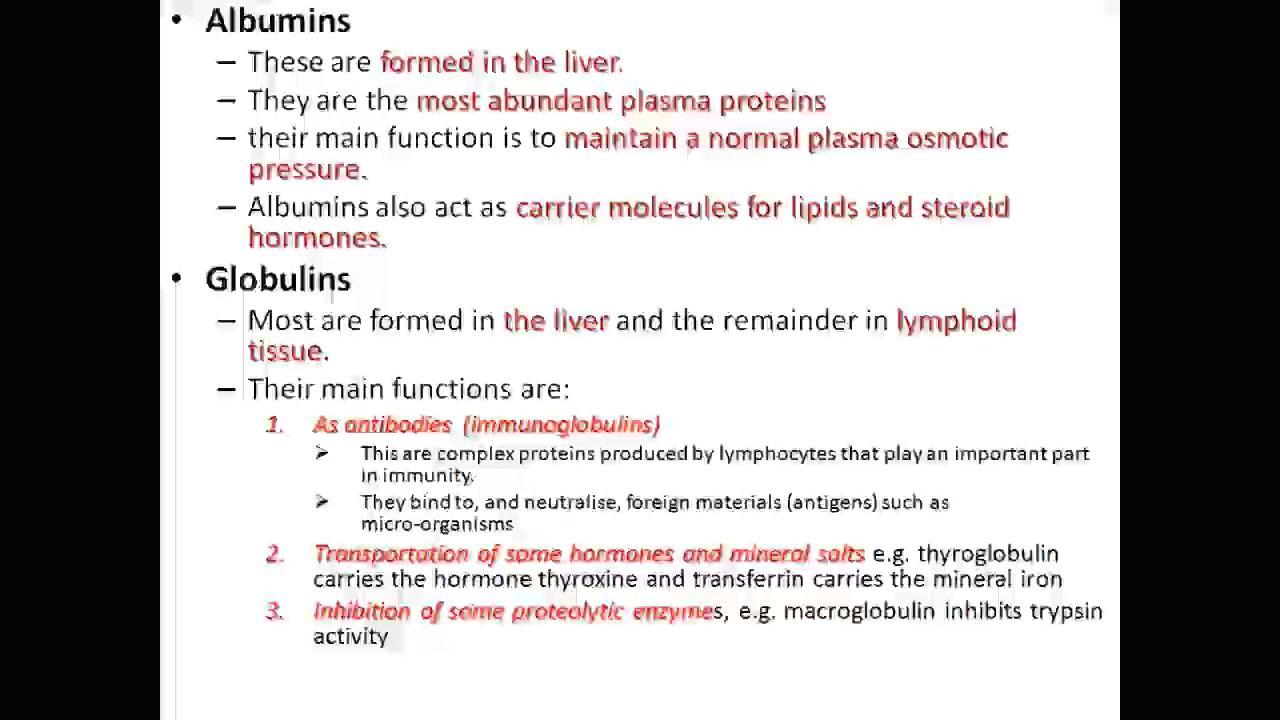 • Albumins
– These are formed in the liver.
– They are the most abundant plasma proteins
– their main function is to maintain a normal plasma osmotic
pressure.
– Albumins also act as carrier molecules for lipids and steroid
hormones.
• Globulins
– Most are formed in the liver and the remainder in lymphoid
tissue.
– Their main functions are:
1. As antibodies (immunoglobulins)
➢ This are complex proteins produced by lymphocytes that play an important part
in immunity.
➢ They bind to, and neutralise, foreign materials (antigens) such as
micro-organisms
2. Transportation of some hormones and mineral salts e.g. thyroglobulin
carries the hormone thyroxine and transferrin carries the mineral iron
3. Inhibition of some proteolytic enzymes, e.g. macroglobulin inhibits trypsin
activity